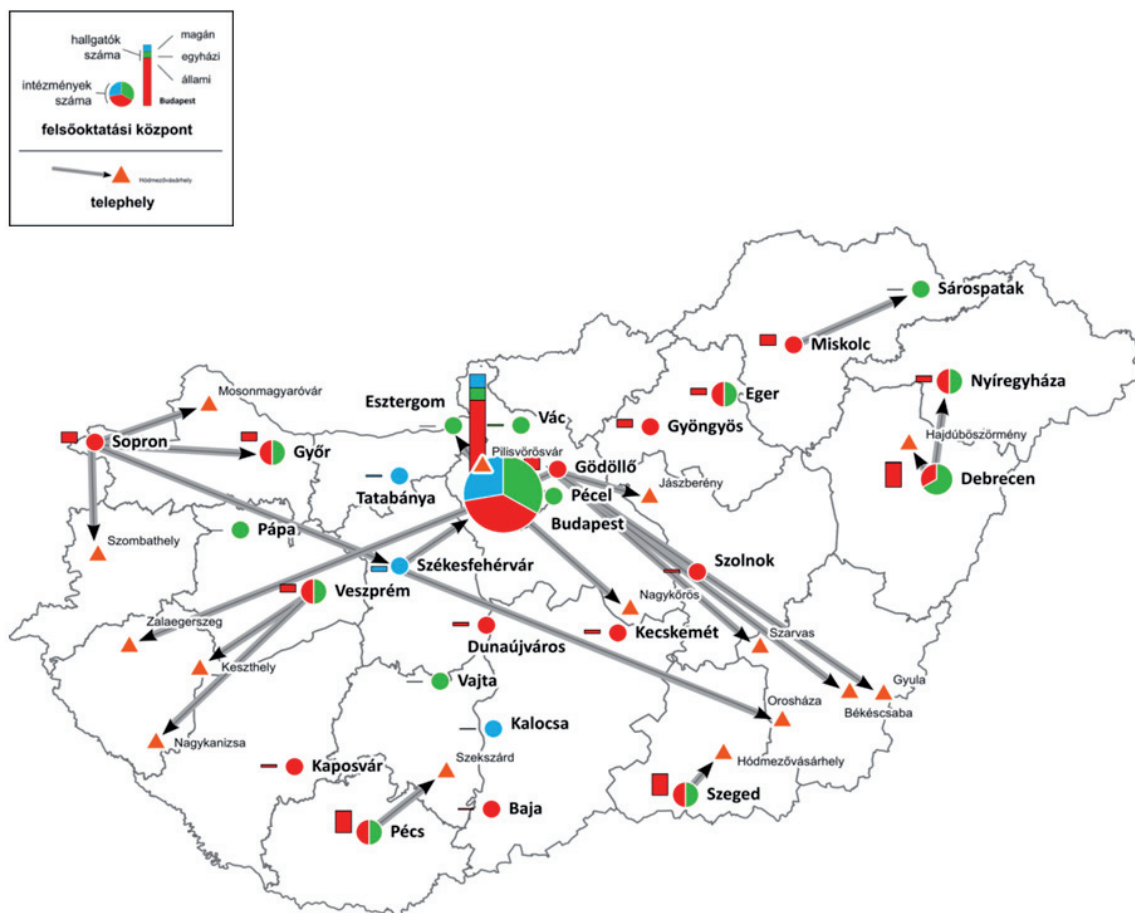 hallgatók
száma
magán
egyházi
állami
intézmények
száma
Budapest
felsőoktatási központ
Hódmezővásárhely
telephely
Sárospatak
Miskolc
Nyíregyháza
Eger
Mosonmagyaróvár
Esztergom
Vác
Gyöngyös
Hajdúböszörmény
Sopron
Győr
Pilisvörösvár
Gödöllő
Jászberény
Debrecen
Tatabánya
Pécel
Budapest
Pápa
Szombathely
Székesfehérvár
Szolnok
Veszprém
Nagykőrös
Zalaegerszeg
Kecskemét
Dunaújváros
Szarvas
Keszthely
Vajta
Gyula
Orosháza
Békéscsaba
Kalocsa
Nagykanizsa
Szekszárd
Hódmezővásárhely
Kaposvár
Szeged
Baja
Pécs